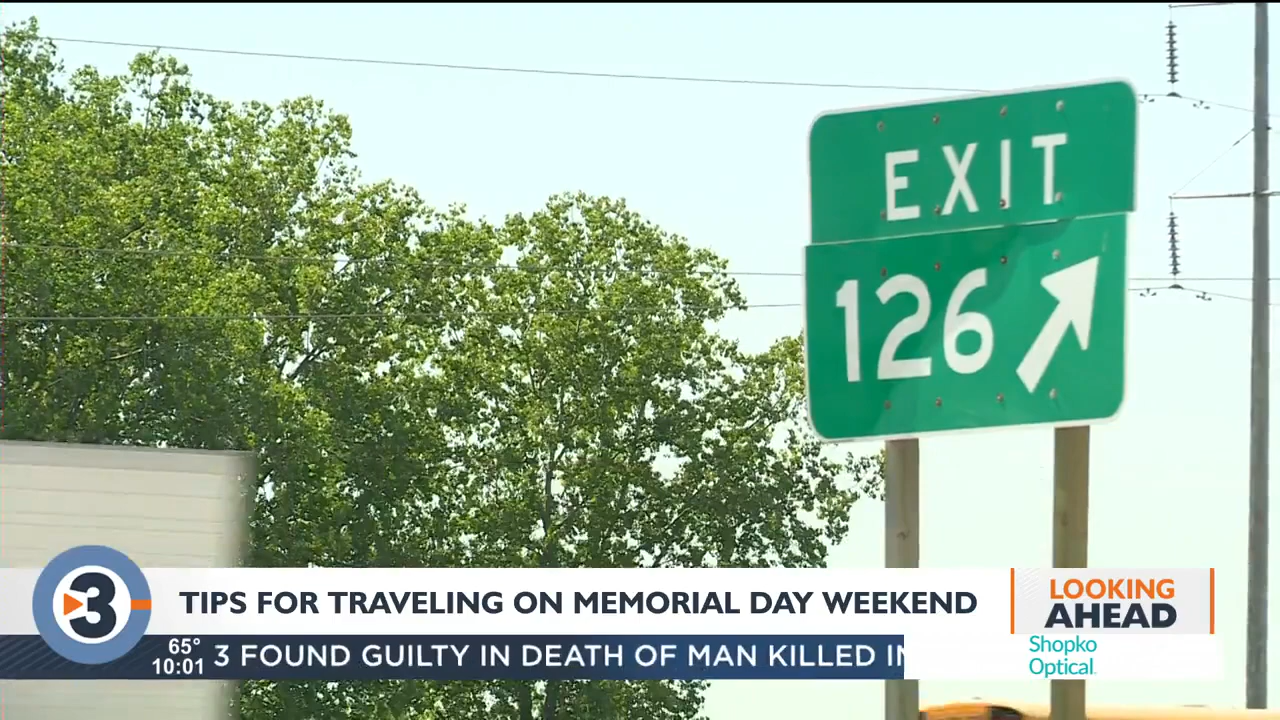 EXIT
126
3
TIPS FOR TRAVELING ON MEMORIAL DAY WEEKEND
LOOKING
AHEAD
65°
10:01
3 FOUND GUILTY IN DEATH OF MAN KILLED
Shopko
Optical